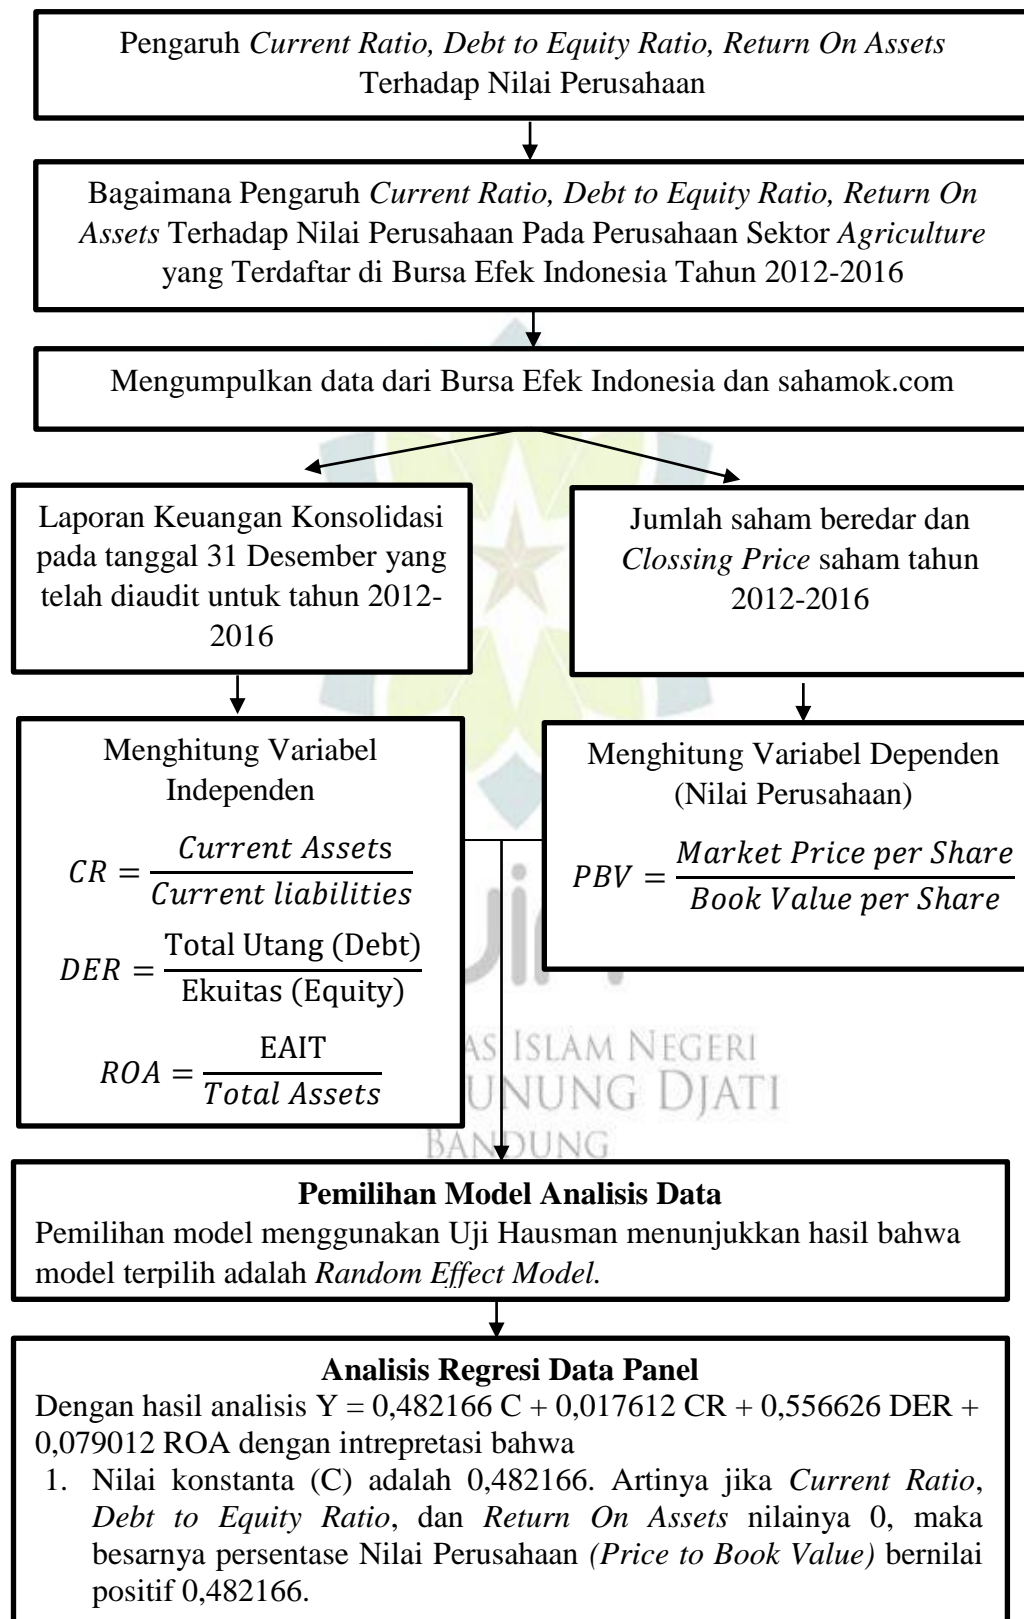 Pengaruh Current Ratio, Debt to Equity Ratio, Return On Assets
Terhadap Nilai Perusahaan
Bagaimana Pengaruh Current Ratio, Debt to Equity Ratio, Return On
Assets Terhadap Nilai Perusahaan Pada Perusahaan Sektor Agriculture
yang Terdaftar di Bursa Efek Indonesia Tahun 2012-2016
Mengumpulkan data dari Bursa Efek Indonesia dan sahamok.com
Laporan Keuangan Konsolidasi
pada tanggal 31 Desember yang
telah diaudit untuk tahun 2012-
2016
Jumlah saham beredar dan
Clossing Price saham tahun
2012-2016
Menghitung Variabel
Independen
CR = Current Assets / Current liabilities
DER = Total Utang (Debt) / Ekuitas (Equity)
ROA = EAIT / Total Assets
Menghitung Variabel Dependen
(Nilai Perusahaan)
PBV = Market Price per Share / Book Value per Share
AS ISLAM NEGERI
UNUNG DJATI
BANDUNG
Pemilihan Model Analisis Data
Pemilihan model menggunakan Uji Hausman menunjukkan hasil bahwa
model terpilih adalah Random Effect Model.
Analisis Regresi Data Panel
Dengan hasil analisis Y = 0,482166 C + 0,017612 CR + 0,556626 DER +
0,079012 ROA dengan intrepretasi bahwa
1. Nilai konstanta (C) adalah 0,482166. Artinya jika Current Ratio,
Debt to Equity Ratio, dan Return On Assets nilainya 0, maka
besarnya persentase Nilai Perusahaan (Price to Book Value) bernilai
positif 0,482166.